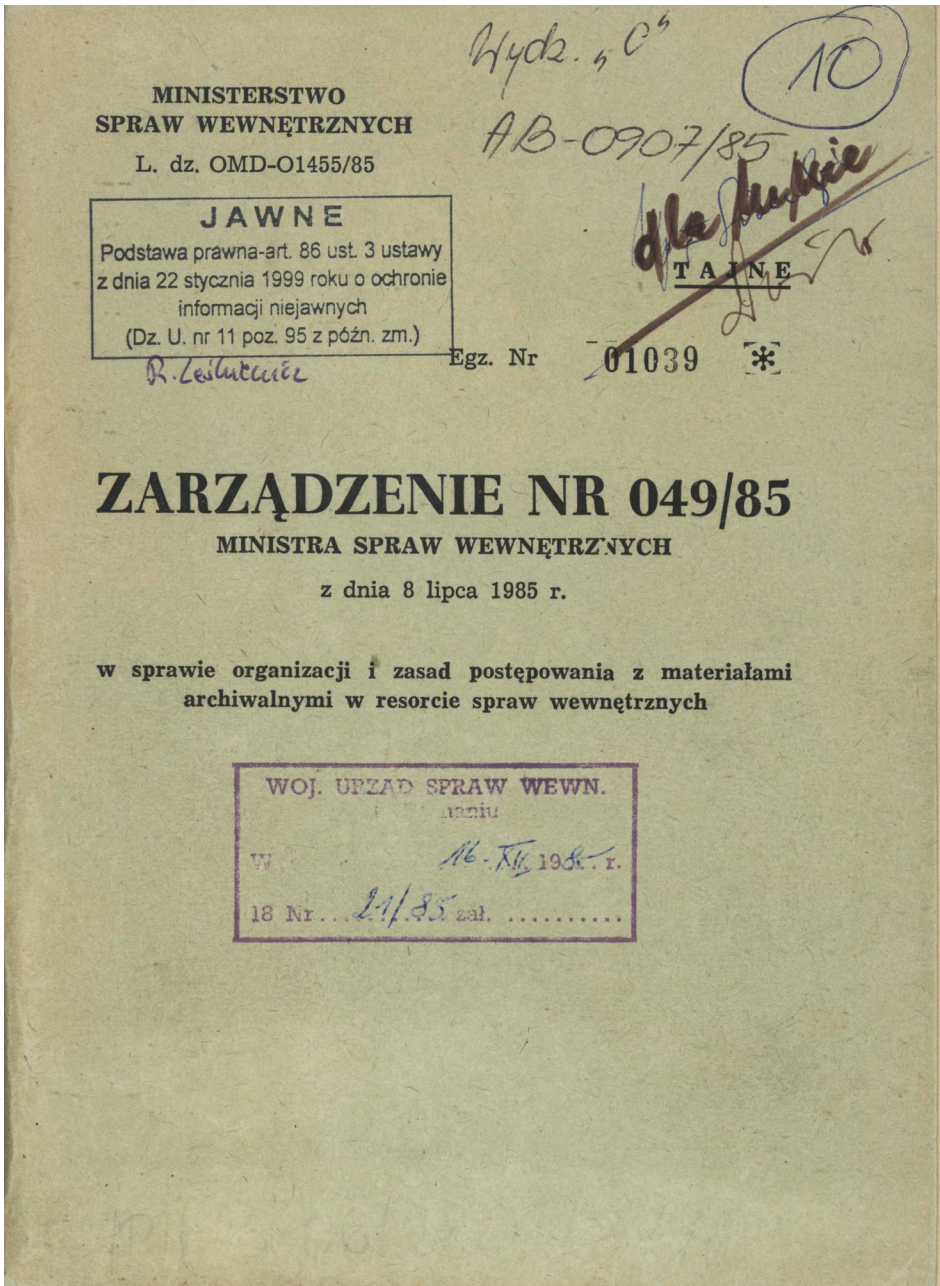 Wydz. „C"
10
MINISTERSTWO
SPRAW WEWNĘTRZNYCH
AB-0907/85
L. dz. OMD-O1455/85
JAWNE
Podstawa prawna-art. 86 ust. 3 ustawy
z dnia 22 stycznia 1999 roku o ochronie
informacji niejawnych
(Dz. U. nr 11 poz. 95 z późn. zm.)
dla
TAJNE
Egz. Nr 01039
ZARZĄDZENIE NR 049/85
MINISTRA SPRAW WEWNĘTRZNYCH
z dnia 8 lipca 1985 r.
w sprawie organizacji i zasad postępowania z materiałami
archiwalnymi w resorcie spraw wewnętrznych
WOJ. URZĄD SPRAW WEWN.
W 16. XII 1985 r.
18 Nr... 21/85 zał. ..........